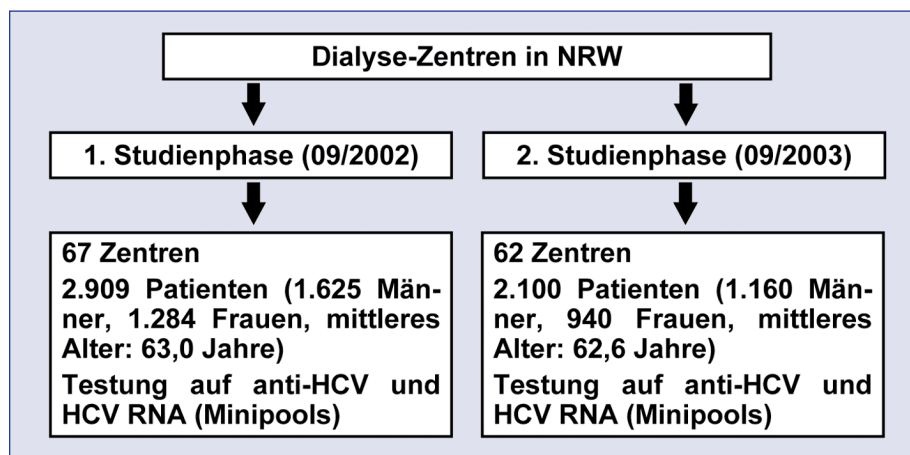 Dialyse-Zentren in NRW
1. Studienphase (09/2002)
2. Studienphase (09/2003)
67 Zentren
2.909 Patienten (1.625 Män-
ner, 1.284 Frauen, mittleres
Alter: 63,0 Jahre)
Testung auf anti-HCV und
HCV RNA (Minipools)
62 Zentren
2.100 Patienten (1.160 Män-
ner, 940 Frauen, mittleres
Alter: 62,6 Jahre)
Testung auf anti-HCV und
HCV RNA (Minipools)